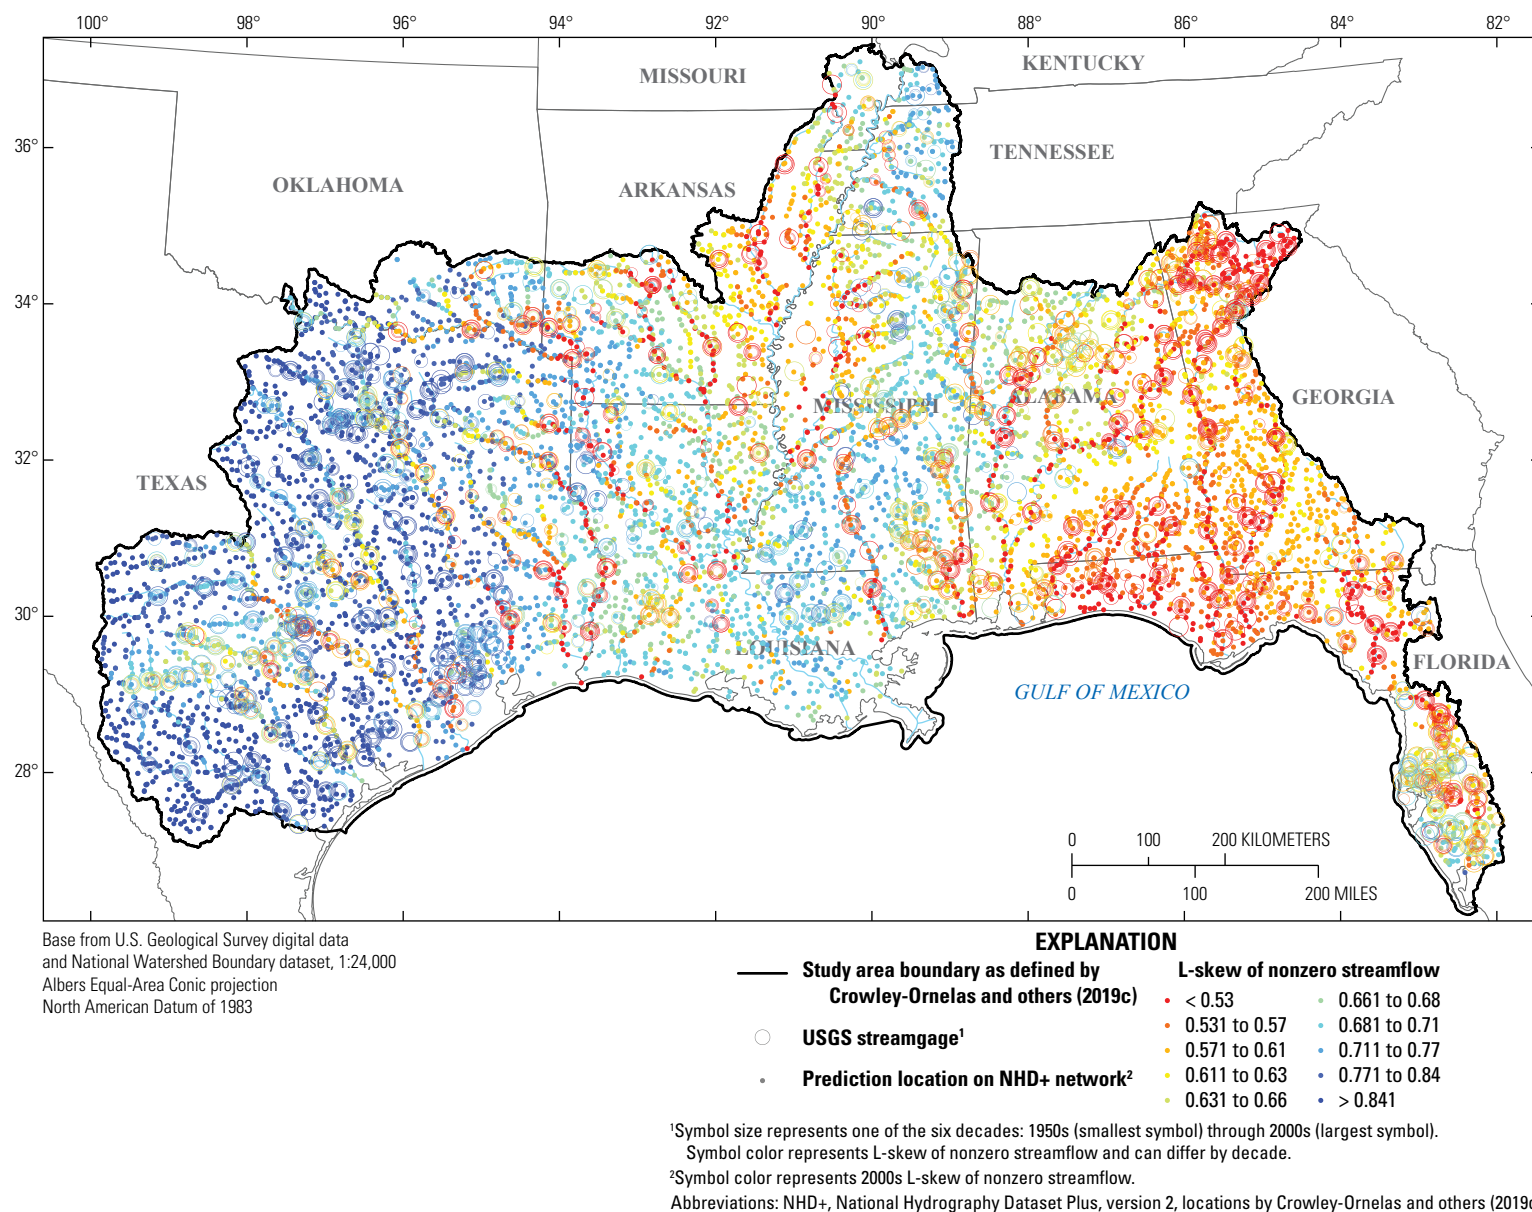 100° 98° 96° 94° 92° 90° 88° 86° 84° 82°
MISSOURI
KENTUCKY
36°
TENNESSEE
OKLAHOMA
ARKANSAS
34°
MISSISSIPPI
ALABAMA
GEORGIA
32°
TEXAS
30°
LOUISIANA
FLORIDA
GULF OF MEXICO
28°
0 100 200 KILOMETERS
0 100 200 MILES
Base from U.S. Geological Survey digital data
and National Watershed Boundary dataset, 1:24,000
Albers Equal-Area Conic projection
North American Datum of 1983
EXPLANATION
Study area boundary as defined by
Crowley-Ornelas and others (2019c)
USGS streamgage¹
Prediction location on NHD+ network²
L-skew of nonzero streamflow
< 0.53
0.531 to 0.57
0.571 to 0.61
0.611 to 0.63
0.631 to 0.66
0.661 to 0.68
0.681 to 0.71
0.711 to 0.77
0.771 to 0.84
> 0.841
¹Symbol size represents one of the six decades: 1950s (smallest symbol) through 2000s (largest symbol).
Symbol color represents L-skew of nonzero streamflow and can differ by decade.
²Symbol color represents 2000s L-skew of nonzero streamflow.
Abbreviations: NHD+, National Hydrography Dataset Plus, version 2, locations by Crowley-Ornelas and others (2019c